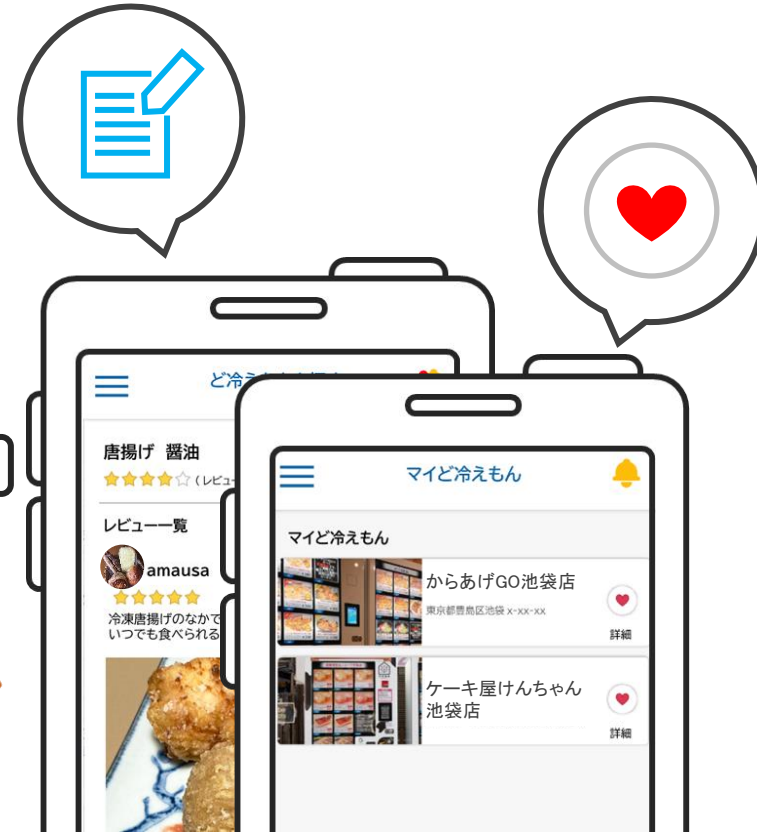 ど冷え
唐揚げ 醤油
レビュー一覧
amausa
冷凍唐揚げのなかで
いつでも食べられる
マイど冷えもん
マイど冷えもん
からあげGO池袋店
東京都豊島区池袋 x-xx-xx
詳細
ケーキ屋けんちゃん
池袋店
詳細